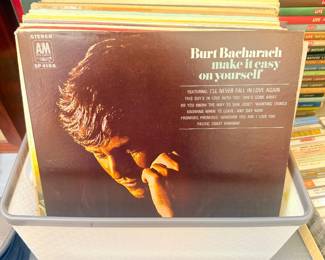 STEREO
A&M
SP 4188
Burt Bacharach
make it easy
on yourself
FEATURING: I'LL NEVER FALL IN LOVE AGAIN
THIS GUY'S IN LOVE WITH YOU / SHE'S GONE AWAY
DO YOU KNOW THE WAY TO SAN JOSE? / WANTING THINGS
KNOWING WHEN TO LEAVE / ANY DAY NOW
PROMISES, PROMISES / WHOEVER YOU ARE I LOVE YOU
PACIFIC COAST HIGHWAY